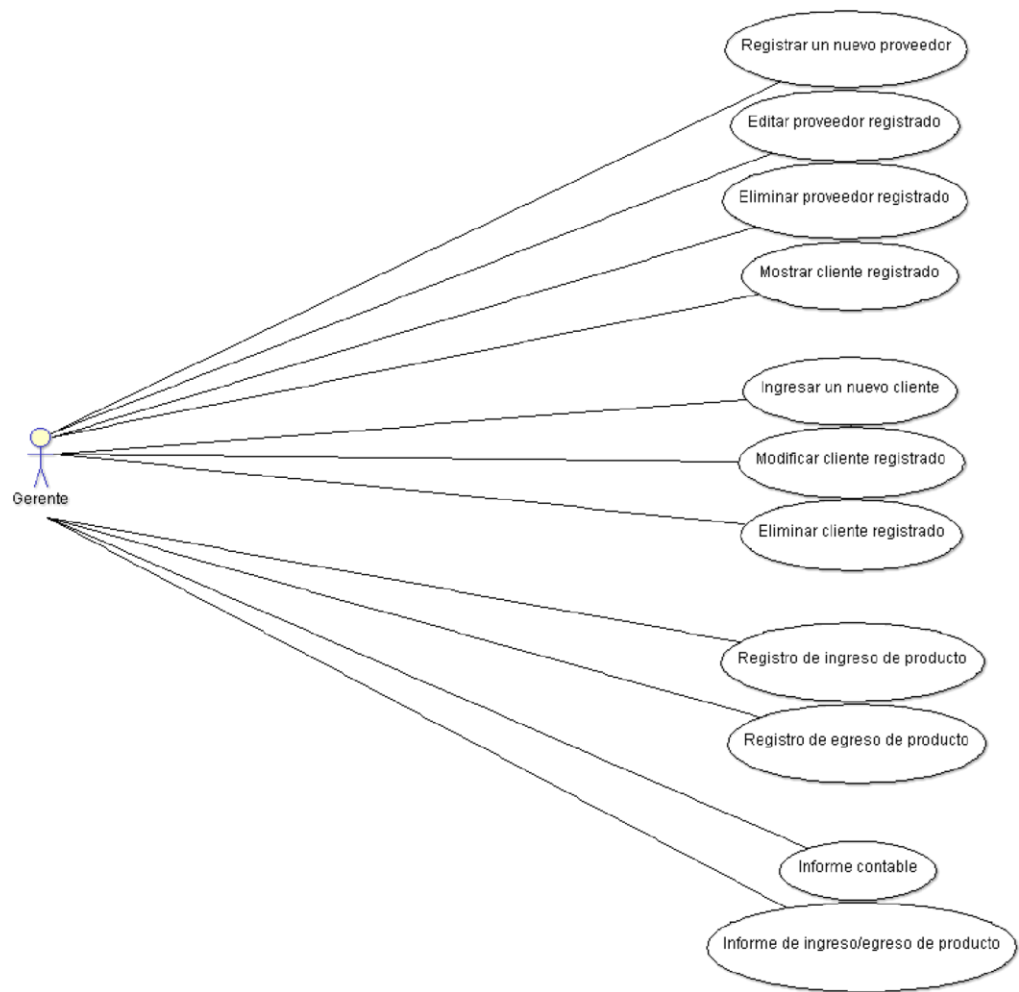 Registrar un nuevo proveedor
Editar proveedor registrado
Eliminar proveedor registrado
Mostrar cliente registrado
Ingresar un nuevo cliente
Modificar cliente registrado
Gerente
Eliminar cliente registrado
Registro de ingreso de producto
Registro de egreso de producto
Informe contable
Informe de ingreso/egreso de producto